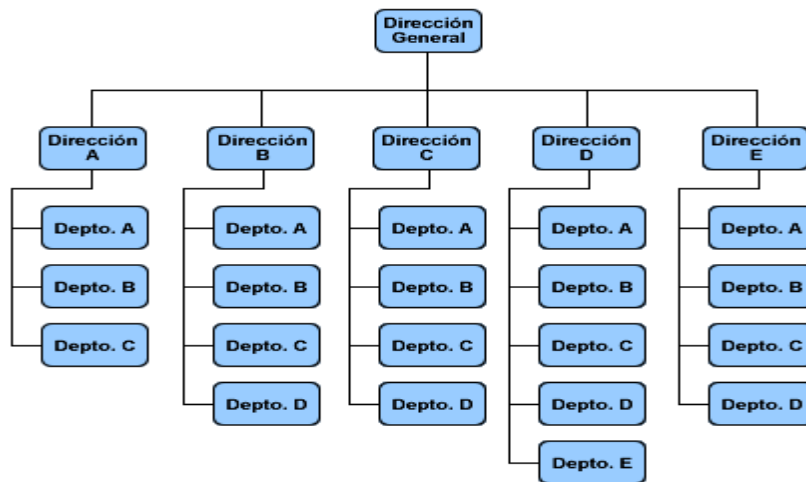 Dirección
General
Dirección
A
Dirección
B
Dirección
C
Dirección
D
Dirección
E
Depto. A
Depto. B
Depto. C
Depto. A
Depto. B
Depto. C
Depto. D
Depto. A
Depto. B
Depto. C
Depto. D
Depto. A
Depto. B
Depto. C
Depto. D
Depto. E
Depto. A
Depto. B
Depto. C
Depto. D